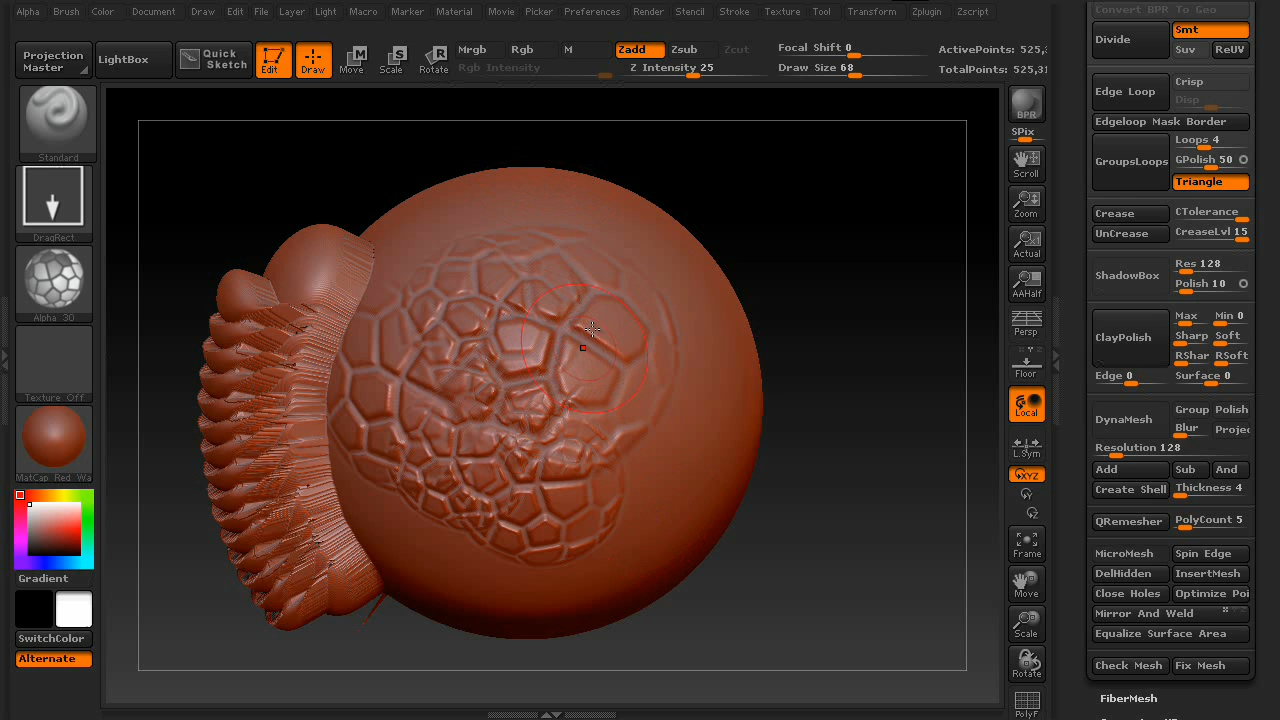 Alpha Brush Color Document Draw Edit File Layer Light Macro Marker Material Movie Picker Preferences Render Stencil Stroke Texture Tool Transform Zplugin Zscript
Projection Master
LightBox
Quick Sketch
Edit
Draw
Move
Scale
Rotate
Mrgb Rgb M Zadd Zsub Zcut
Rgb Intensity
Z Intensity 25
Focal Shift 0
Draw Size 68
ActivePoints: 525,
TotalPoints: 525,
Standard
DragRect
Alpha 30
Texture Off
MatCap Red Wa
Gradient
SwitchColor
Alternate
BPR
SPix
Scroll
Zoom
Actual
AAHalf
Persp
Floor
Local
L.Sym
XYZ
Frame
Move
Scale
Rotate
PolyF
Convert BPR To Geo
Divide
Smt
Suv ReUV
Edge Loop
Crisp
Disp
Edgeloop Mask Border
GroupsLoops
Loops 4
GPolish 50
Triangle
Crease
CTolerance
UnCrease
CreaseLvl 15
ShadowBox
Res 128
Polish 10
ClayPolish
Max Min 0
Sharp Soft
RShar RSoft
Edge 0 Surface 0
DynaMesh
Group Polish
Blur Projec
Resolution 128
Add Sub And
Create Shell Thickness 4
QRemesher PolyCount 5
MicroMesh Spin Edge
DelHidden InsertMesh
Close Holes Optimize Poi
Mirror And Weld
Equalize Surface Area
Check Mesh Fix Mesh
FiberMesh